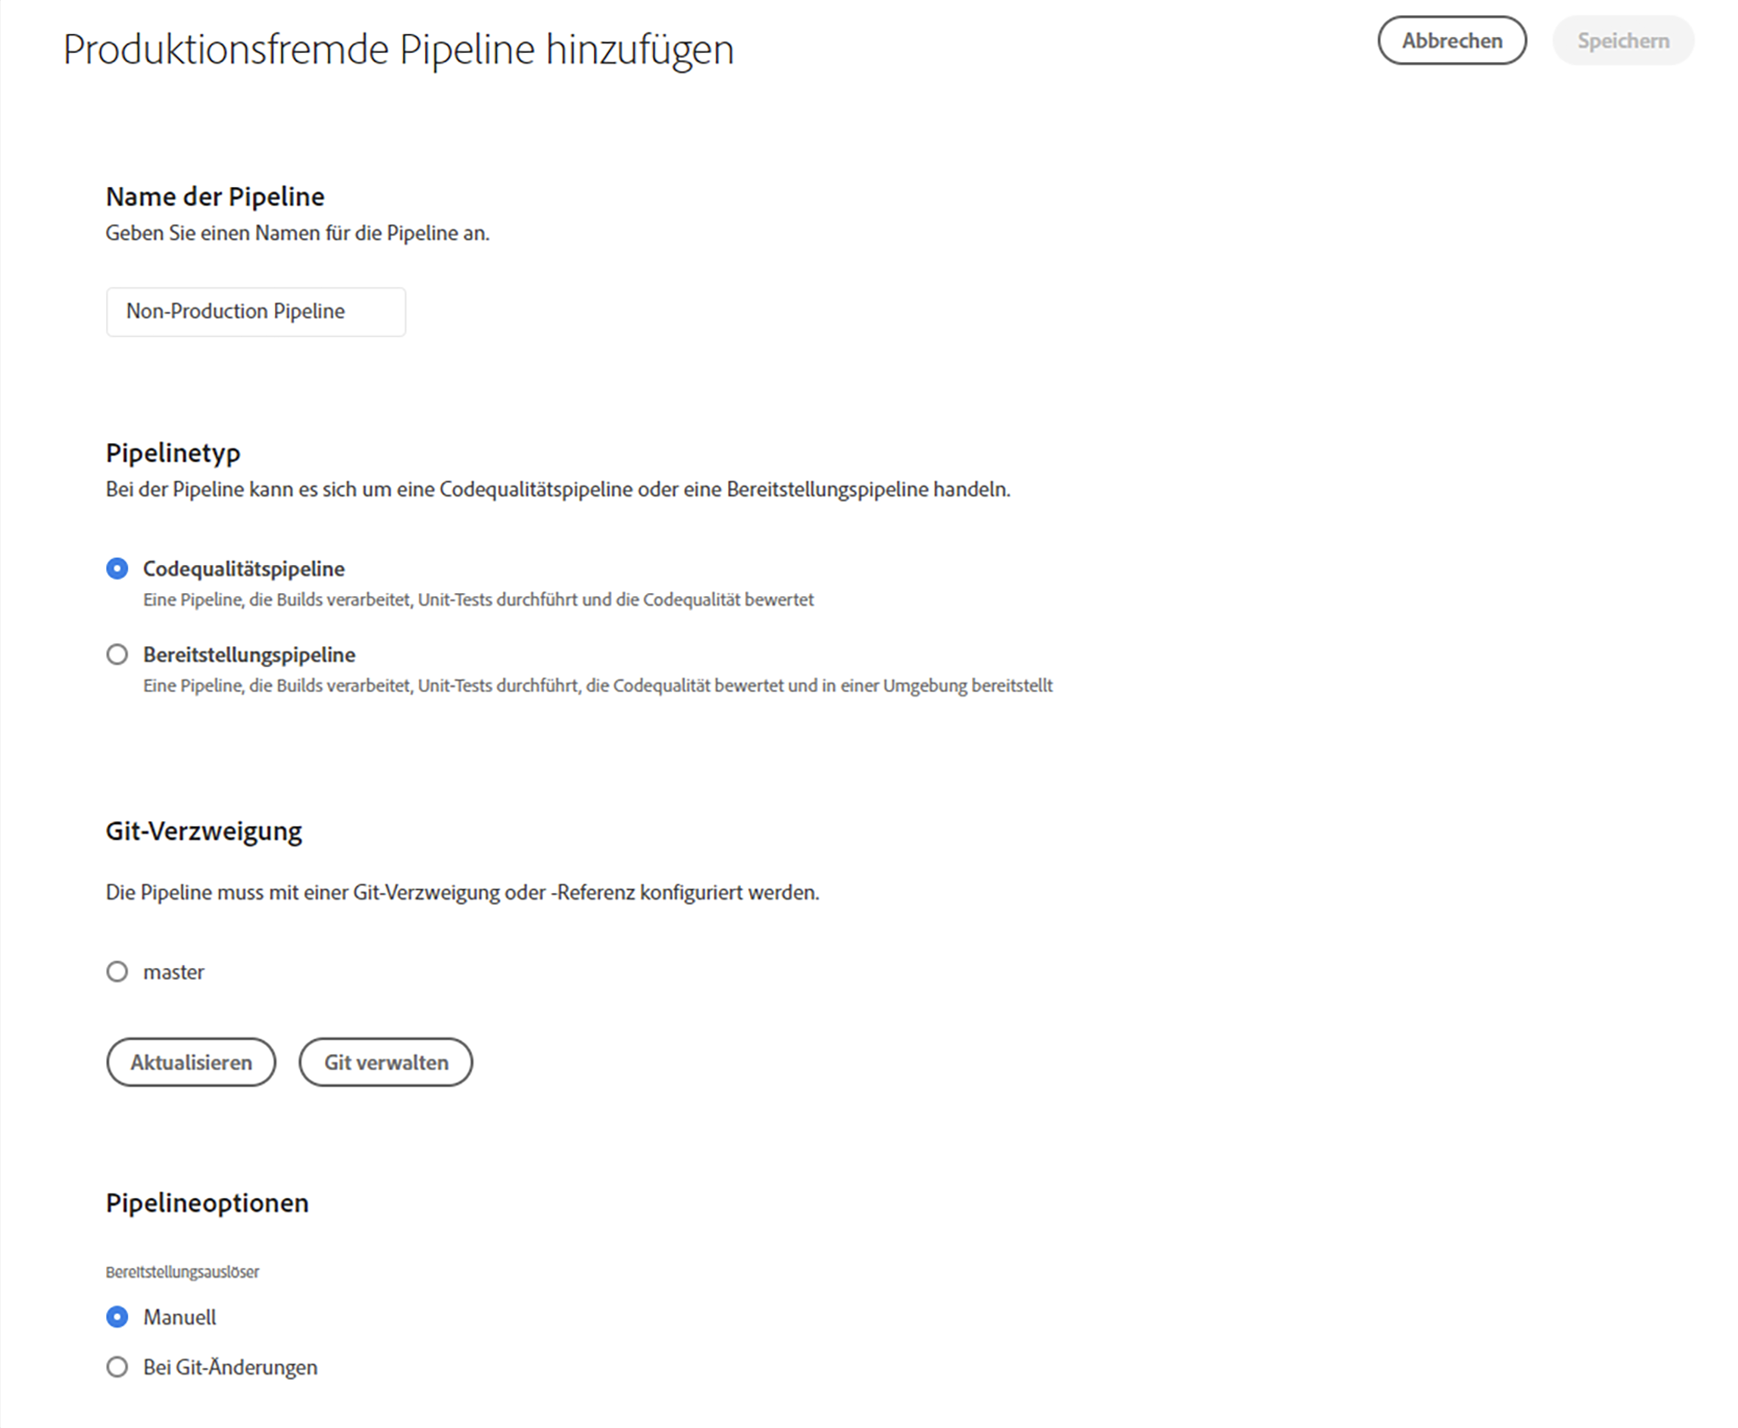 Produktionsfremde Pipeline hinzufügen
Abbrechen
Speichern
Name der Pipeline
Geben Sie einen Namen für die Pipeline an.
Non-Production Pipeline
Pipelinetyp
Bei der Pipeline kann es sich um eine Codequalitätspipeline oder eine Bereitstellungspipeline handeln.
Codequalitätspipeline
Eine Pipeline, die Builds verarbeitet, Unit-Tests durchführt und die Codequalität bewertet
Bereitstellungspipeline
Eine Pipeline, die Builds verarbeitet, Unit-Tests durchführt, die Codequalität bewertet und in einer Umgebung bereitstellt
Git-Verzweigung
Die Pipeline muss mit einer Git-Verzweigung oder -Referenz konfiguriert werden.
master
Aktualisieren
Git verwalten
Pipelineoptionen
Bereitstellungsauslöser
Manuell
Bei Git-Änderungen